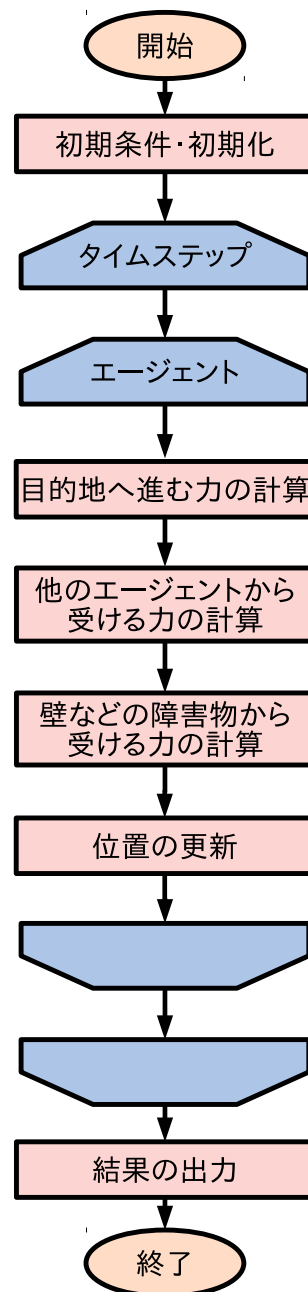 開始
初期条件・初期化
タイムステップ
エージェント
目的地へ進む力の計算
他のエージェントから
受ける力の計算
壁などの障害物から
受ける力の計算
位置の更新
結果の出力
終了